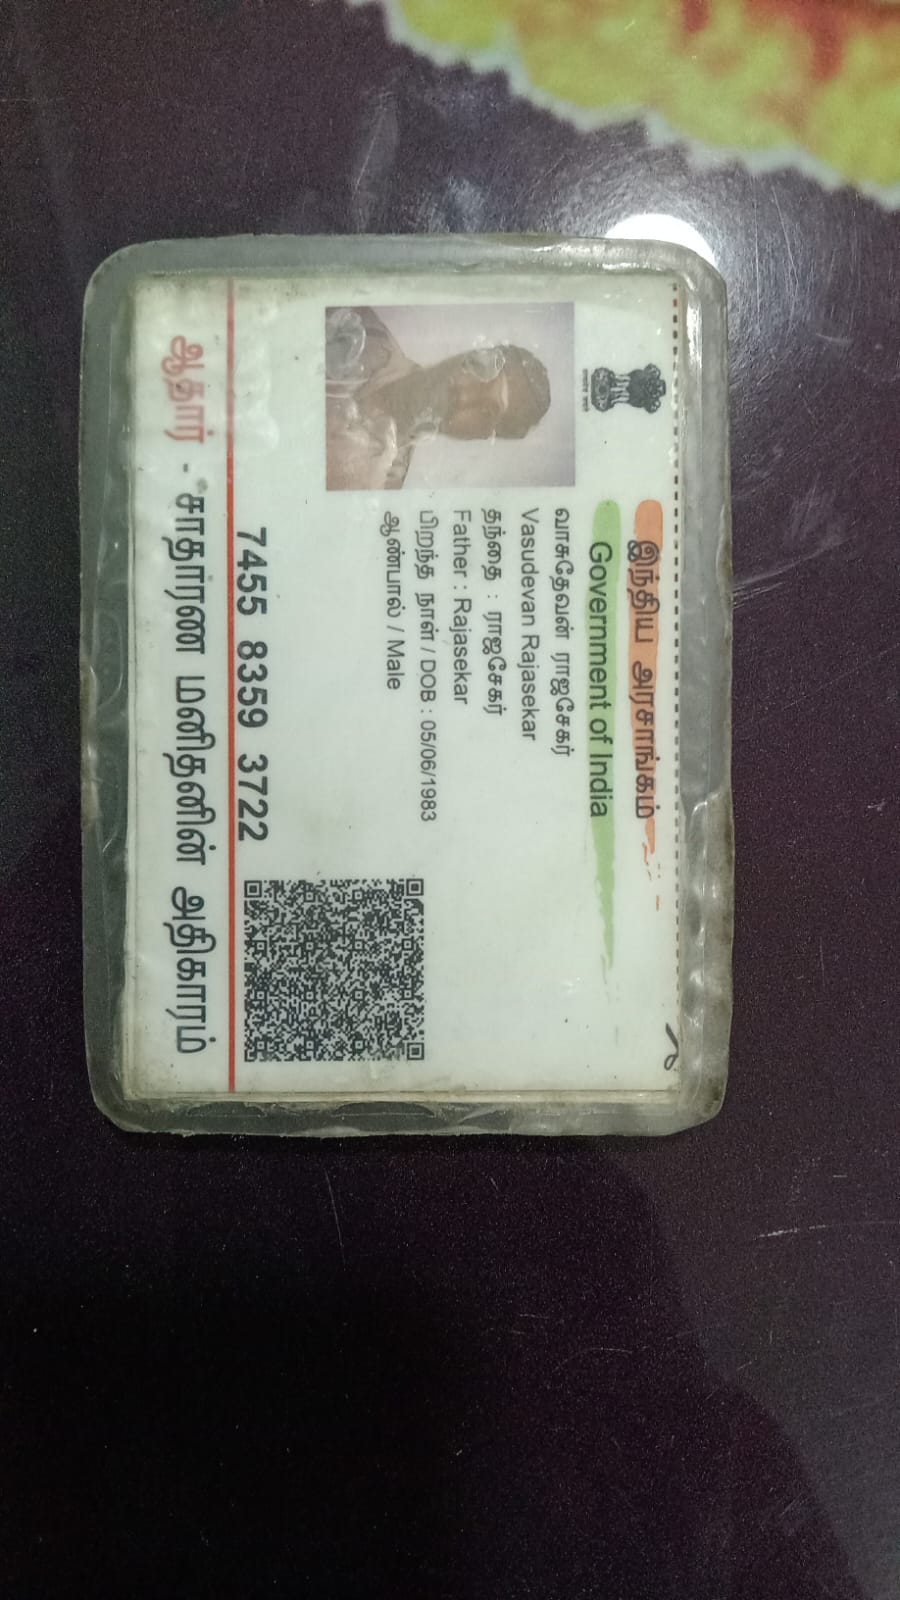 இந்திய அரசாங்கம்
Government of India
வாசுதேவன் ராஜசேகர்
Vasudevan Rajasekar
தந்தை : ராஜசேகர்
Father : Rajasekar
பிறந்த நாள் / DOB : 05/06/1983
ஆண்பால் / Male
7455 8359 3722
ஆதார் - சாதாரண மனிதனின் அதிகாரம்